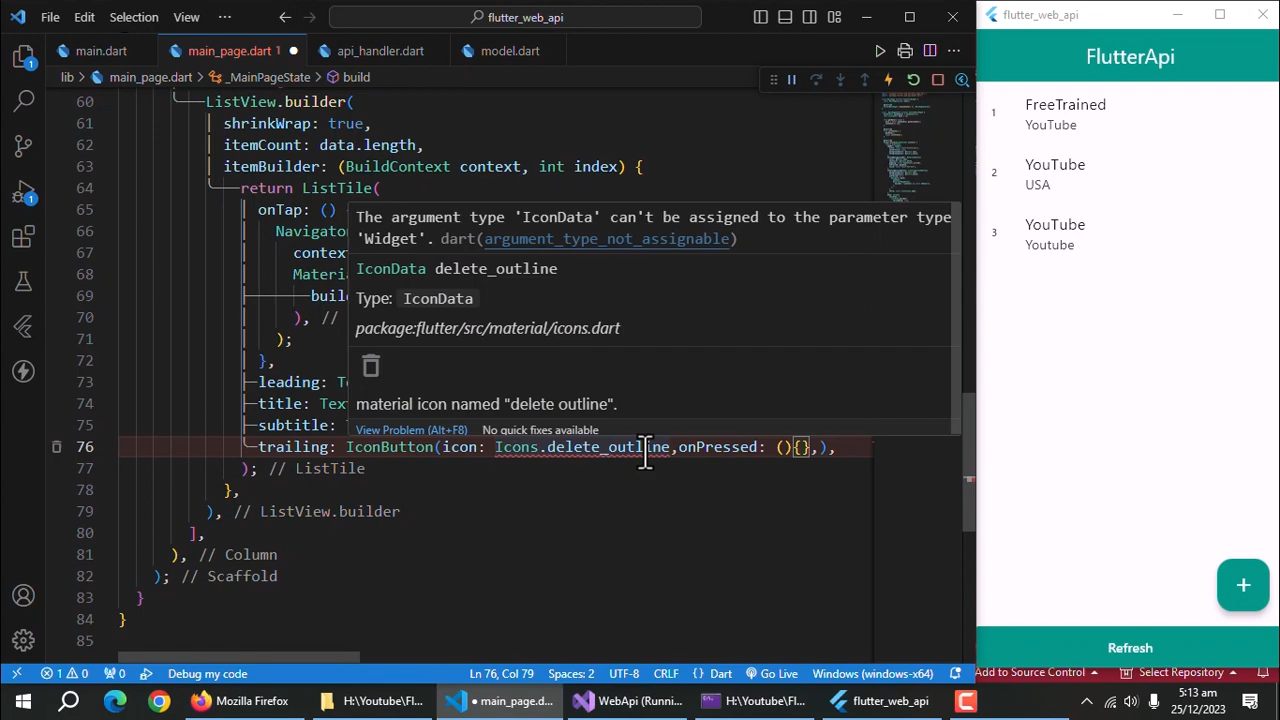 File Edit Selection View ··· flutter_web_api
flutter_web_api
main.dart main_page.dart 1 api_handler.dart model.dart
lib > main_page.dart > _MainPageState > build
60 ListView.builder(
61 shrinkWrap: true,
62 itemCount: data.length,
63 itemBuilder: (BuildContext context, int index) {
64 return ListTile(
65 onTap: ()
66 Navigator
67 contex
68 Materia
69 buil
70 ), //
71 );
72 },
73 leading: Te
74 title: Text
75 subtitle:
76 trailing: IconButton(icon: Icons.delete_outline,onPressed: (){},),
77 ); // ListTile
78 },
79 ), // ListView.builder
80 ],
81 ), // Column
82 ); // Scaffold
83 }
84 }
85
The argument type 'IconData' can't be assigned to the parameter type
'Widget'. dart(argument_type_not_assignable)
IconData delete_outline
Type: IconData
package:flutter/src/material/icons.dart
material icon named "delete outline".
View Problem (Alt+F8) No quick fixes available
FlutterApi
1 FreeTrained
YouTube
2 YouTube
USA
3 YouTube
Youtube
+
Refresh
1 0 0 Debug my code Ln 76, Col 79 Spaces: 2 UTF-8 CRLF {} Dart Go Live Windows (windows-x64)
Add to Source Control Select Repository
Mozilla Firefox H:\Youtube\Fl... main_page.d... WebApi (Runni... H:\Youtube\Fl... flutter_web_api
5:13 am
25/12/2023